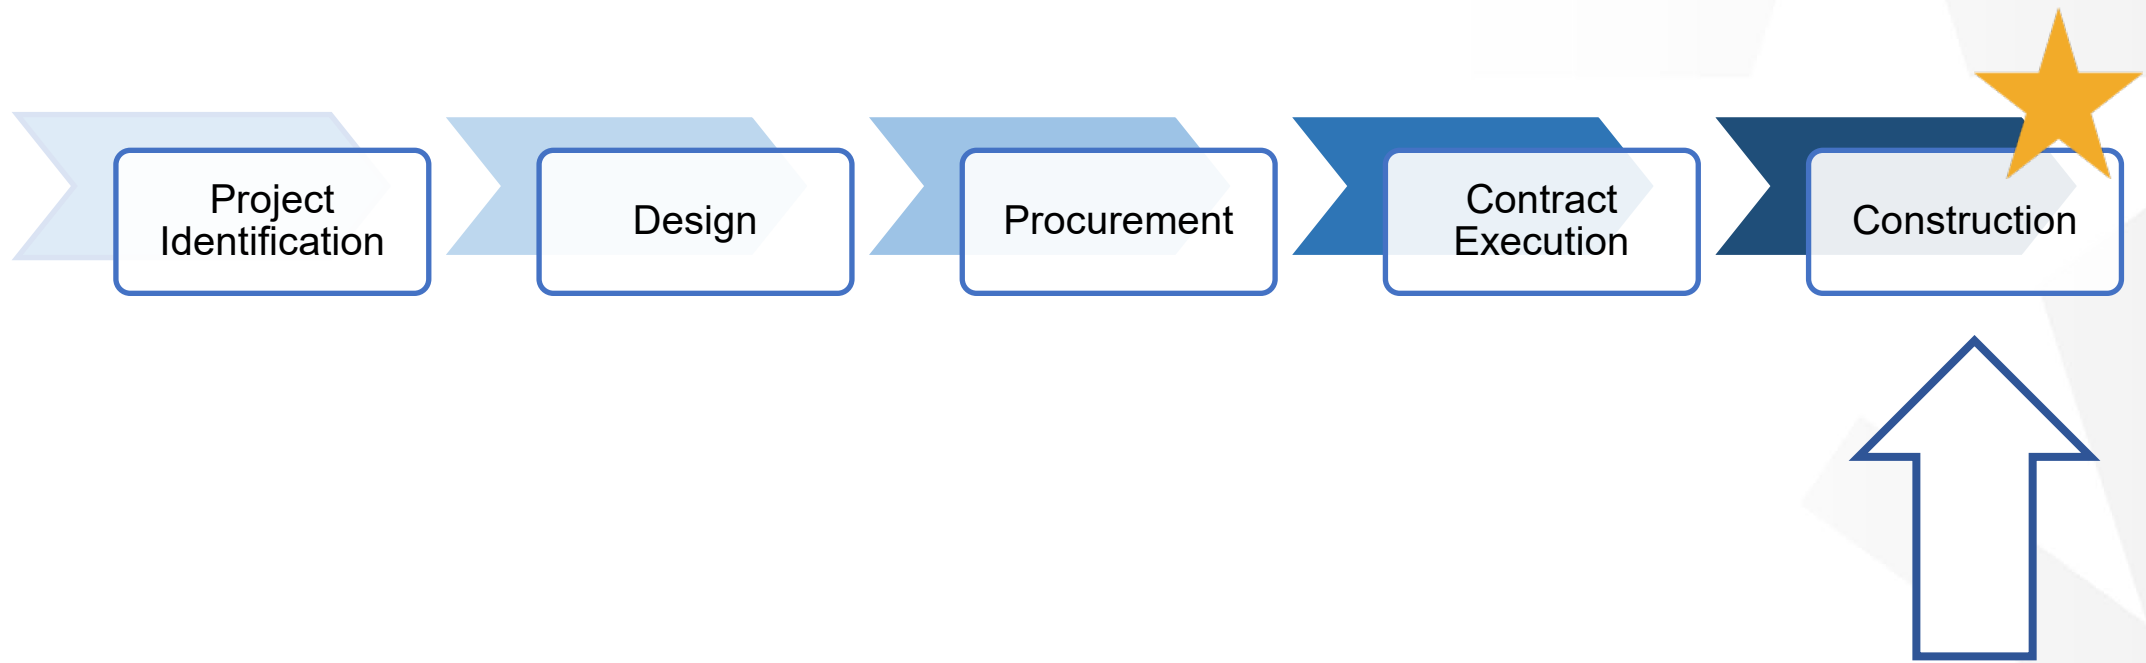 Project
Identification
Design
Procurement
Contract
Execution
Construction